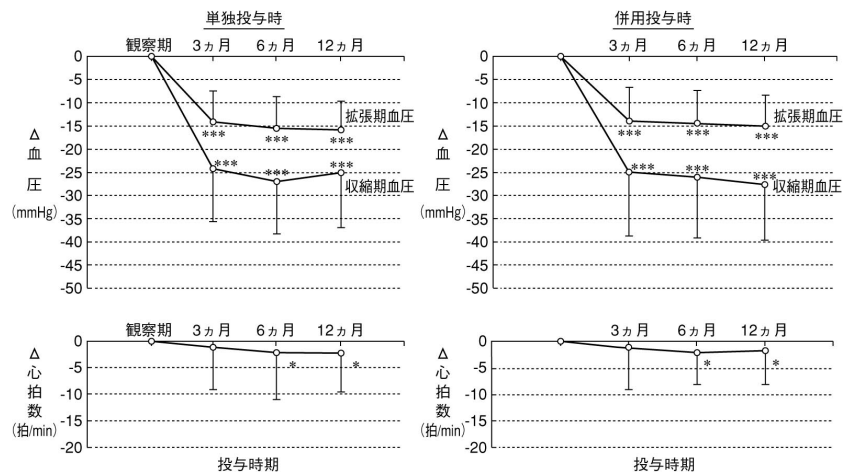 単独投与時
観察期 3ヵ月 6ヵ月 12ヵ月
0
-5
-10
-15
-20
-25
-30
-35
-40
-45
-50
Δ血圧
(mmHg)
拡張期血圧
*** *** ***
収縮期血圧
*** *** ***
併用投与時
3ヵ月 6ヵ月 12ヵ月
0
-5
-10
-15
-20
-25
-30
-35
-40
-45
-50
Δ血圧
(mmHg)
拡張期血圧
*** *** ***
収縮期血圧
*** *** ***
観察期 3ヵ月 6ヵ月 12ヵ月
0
-5
-10
-15
-20
Δ心拍数
(拍/min)
* *
投与時期
3ヵ月 6ヵ月 12ヵ月
0
-5
-10
-15
-20
Δ心拍数
(拍/min)
* *
投与時期